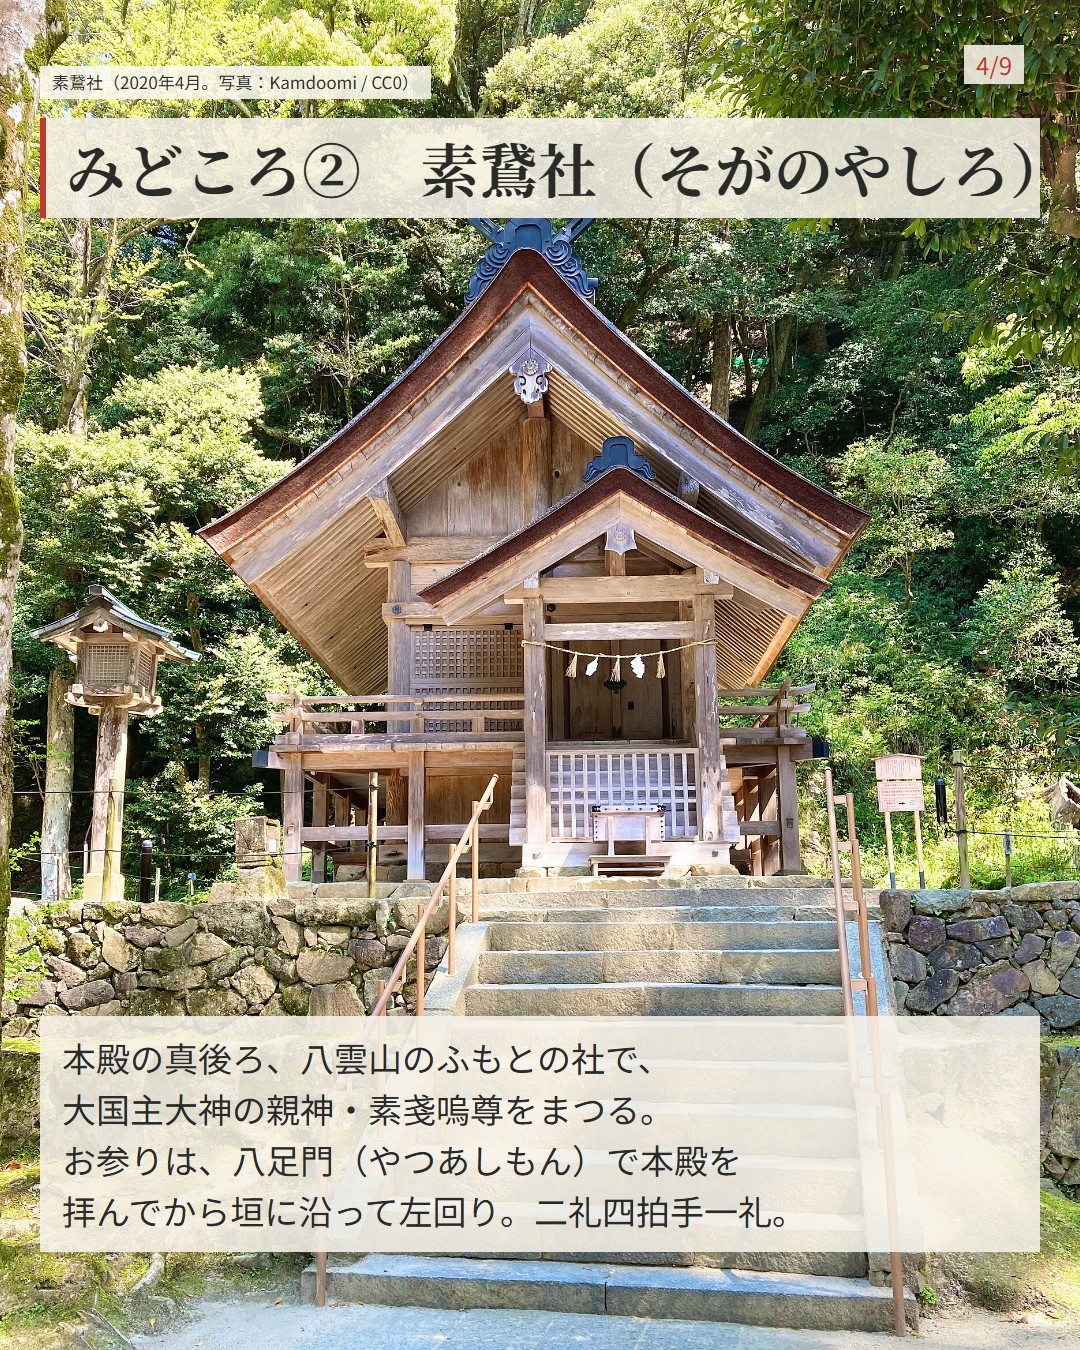 素鵞社（2020年4月。写真：Kamdoomi / CC0）
4/9
みどころ②　素鵞社（そがのやしろ）
本殿の真後ろ、八雲山のふもとの社で、
大国主大神の親神・素戔嗚尊をまつる。
お参りは、八足門（やつあしもん）で本殿を
拝んでから垣に沿って左回り。二礼四拍手一礼。